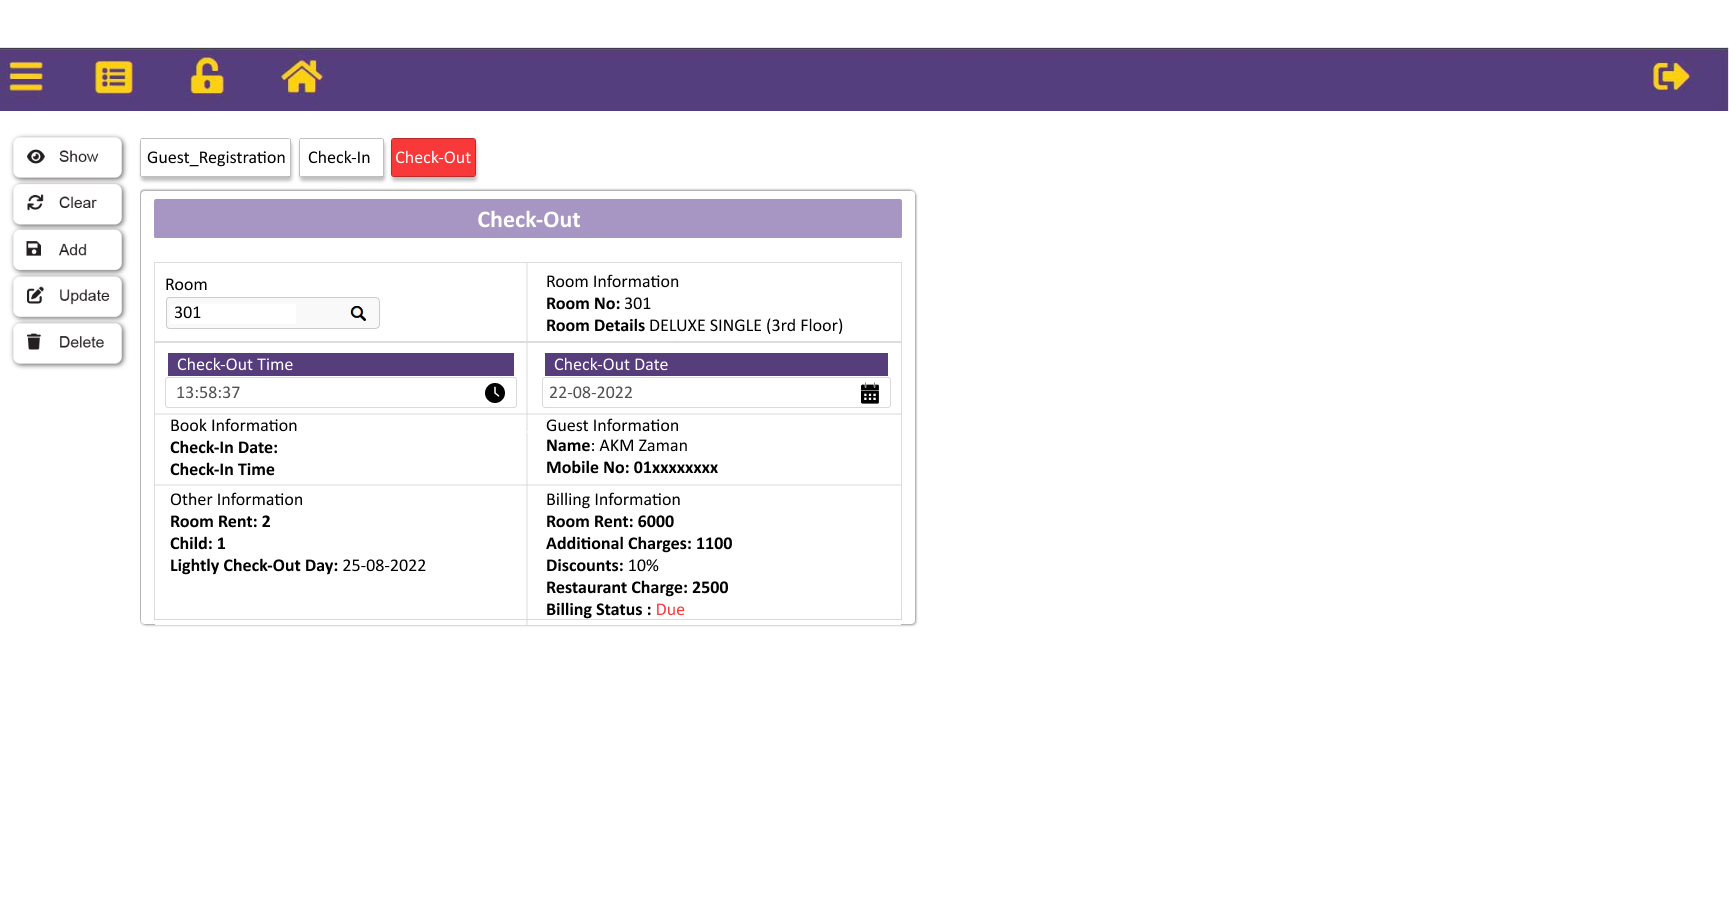 Show
Clear
Add
Update
Delete
Guest_Registration
Check-In
Check-Out
Check-Out
Room
301
Room Information
Room No: 301
Room Details DELUXE SINGLE (3rd Floor)
Check-Out Time
13:58:37
Check-Out Date
22-08-2022
Book Information
Check-In Date:
Check-In Time
Guest Information
Name: AKM Zaman
Mobile No: 01xxxxxxxx
Other Information
Room Rent: 2
Child: 1
Lightly Check-Out Day: 25-08-2022
Billing Information
Room Rent: 6000
Additional Charges: 1100
Discounts: 10%
Restaurant Charge: 2500
Billing Status : Due